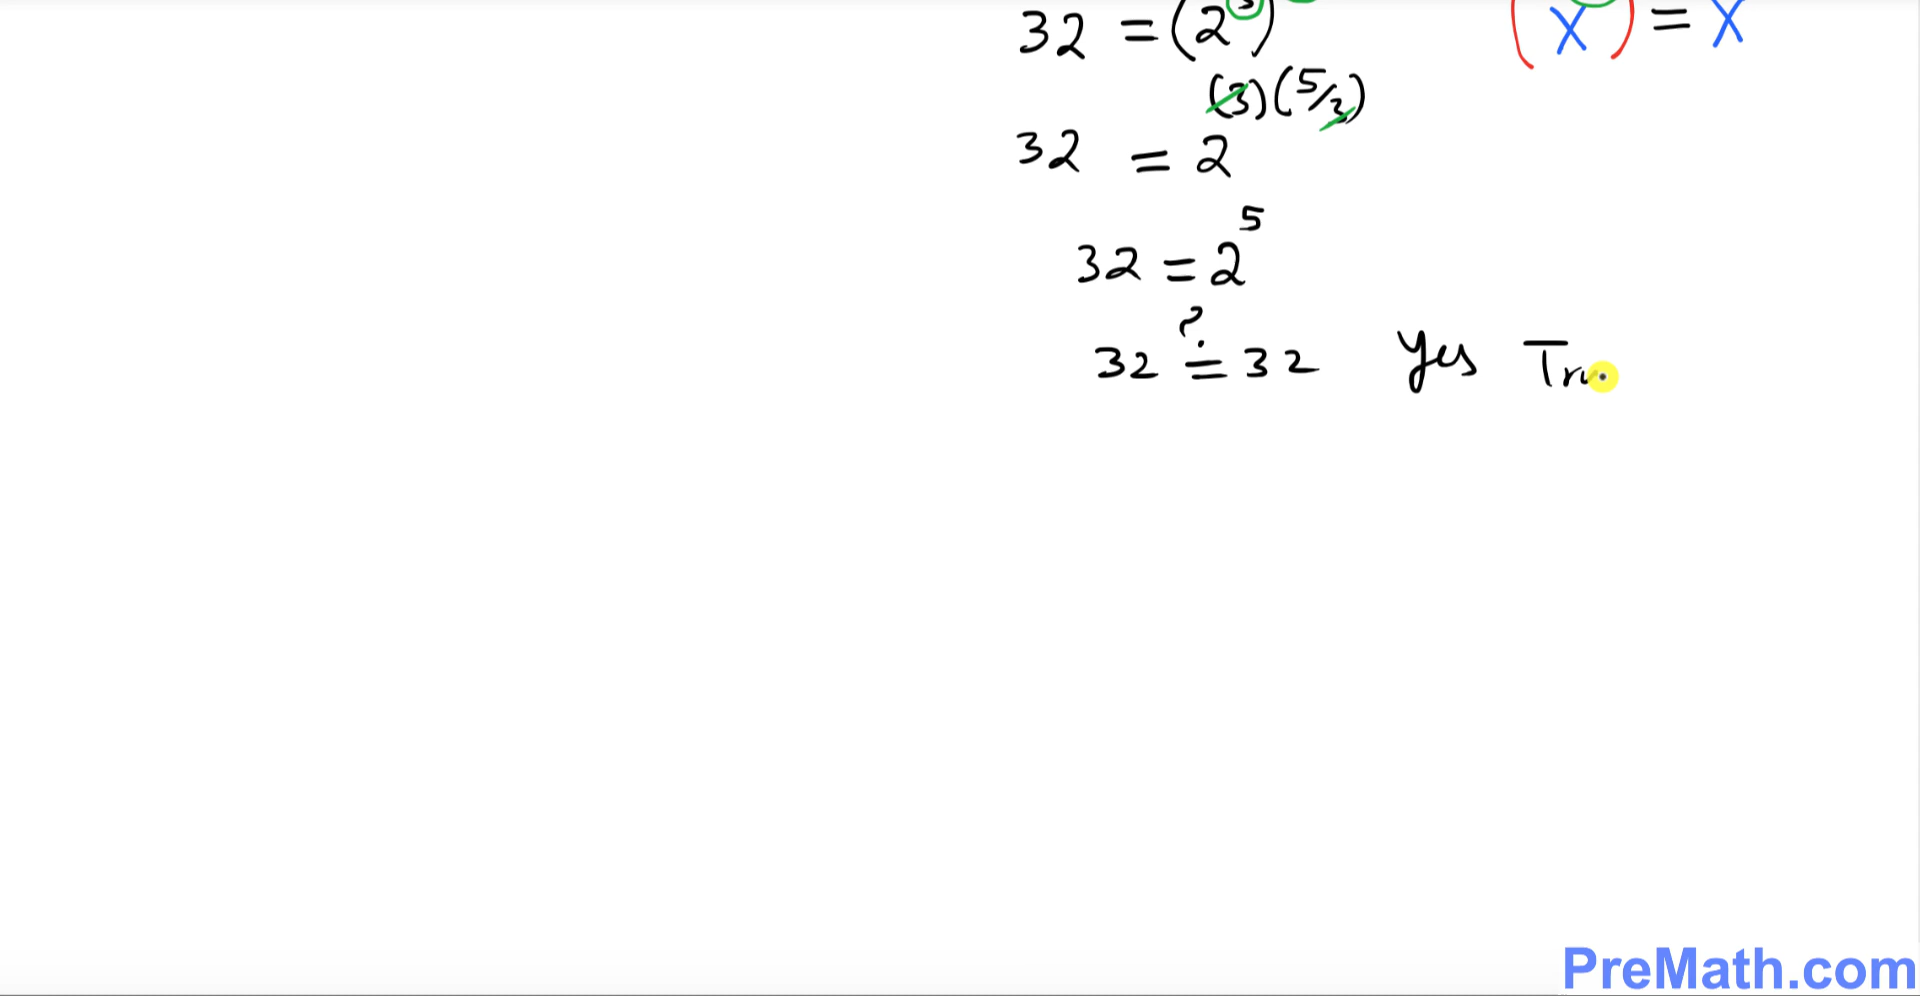 32 = (2³)
(x) = x
(3)(5/3)
32 = 2
5
32 = 2
?
32 = 32 Yes Tru
PreMath.com